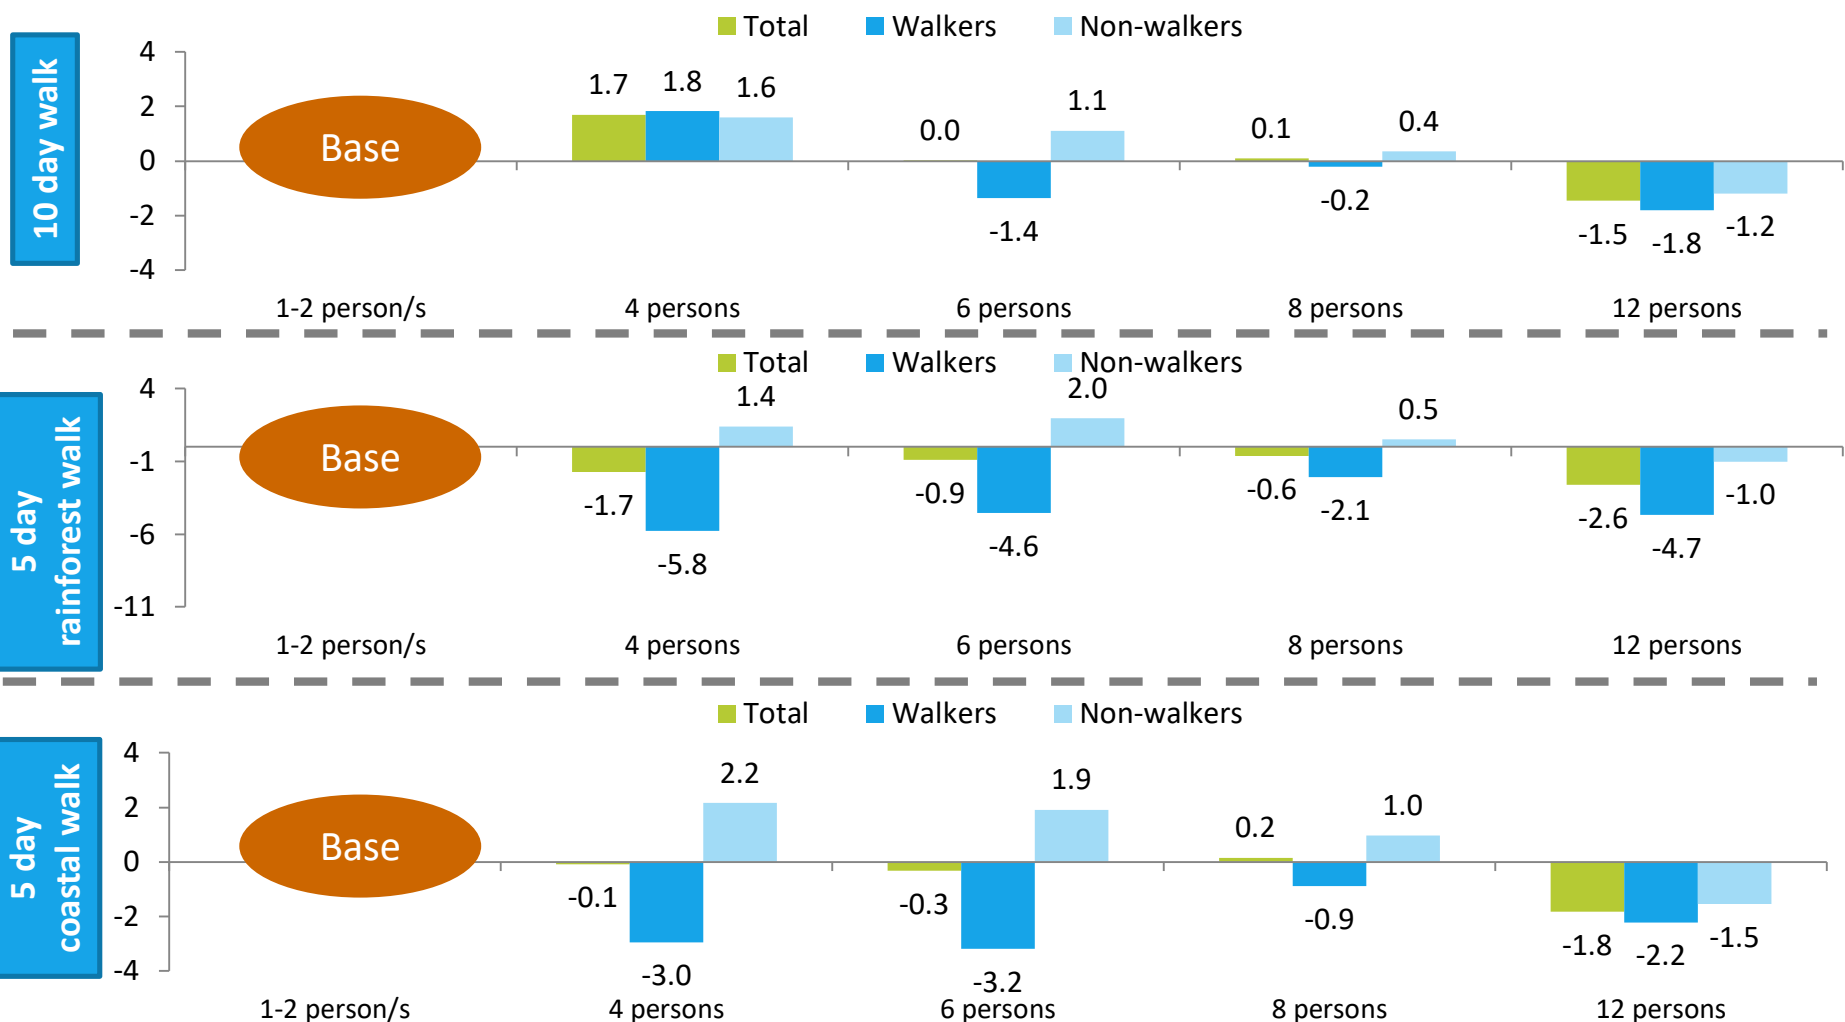 Total Walkers Non-walkers
10 day walk
4
2
0
-2
-4
Base
1.7 1.8 1.6
0.0 -1.4 1.1
0.1 -0.2 0.4
-1.5 -1.8 -1.2
1-2 person/s 4 persons 6 persons 8 persons 12 persons
Total Walkers Non-walkers
5 day
rainforest walk
4
-1
-6
-11
Base
-1.7 -5.8 1.4
-0.9 -4.6 2.0
-0.6 -2.1 0.5
-2.6 -4.7 -1.0
1-2 person/s 4 persons 6 persons 8 persons 12 persons
Total Walkers Non-walkers
5 day
coastal walk
4
2
0
-2
-4
Base
-0.1 -3.0 2.2
-0.3 -3.2 1.9
0.2 -0.9 1.0
-1.8 -2.2 -1.5
1-2 person/s 4 persons 6 persons 8 persons 12 persons